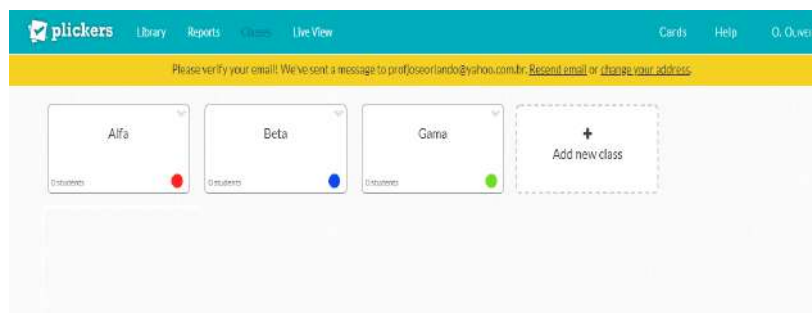 plickers Library Reports Classes Live View Cards Help O. OLIVEI
Please verify your email! We've sent a message to profjoseorlando@yahoo.com.br. Resend email or change your address.
Alfa Beta Gama
+
Add new class
0 students 0 students 0 students